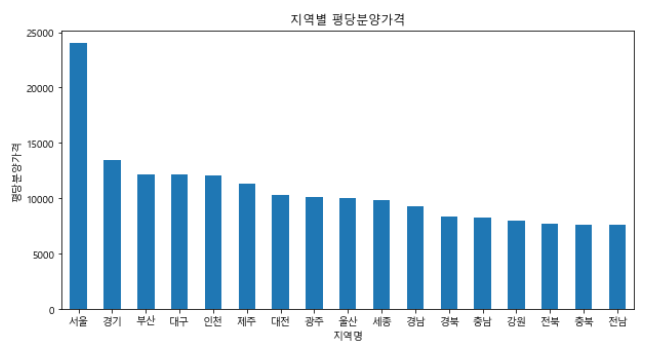 지역별 평당분양가격
25000
20000
15000
10000
5000
0
평당분양가격
서울 경기 부산 대구 인천 제주 대전 광주 울산 세종 경남 경북 충남 강원 전북 충북 전남
지역명